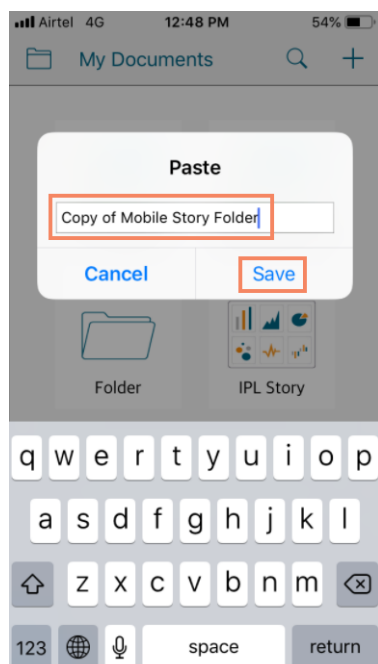 Airtel 4G 12:48 PM 54%
My Documents
Paste
Copy of Mobile Story Folder
Cancel Save
Folder IPL Story
q w e r t y u i o p
a s d f g h j k l
z x c v b n m
123 space return